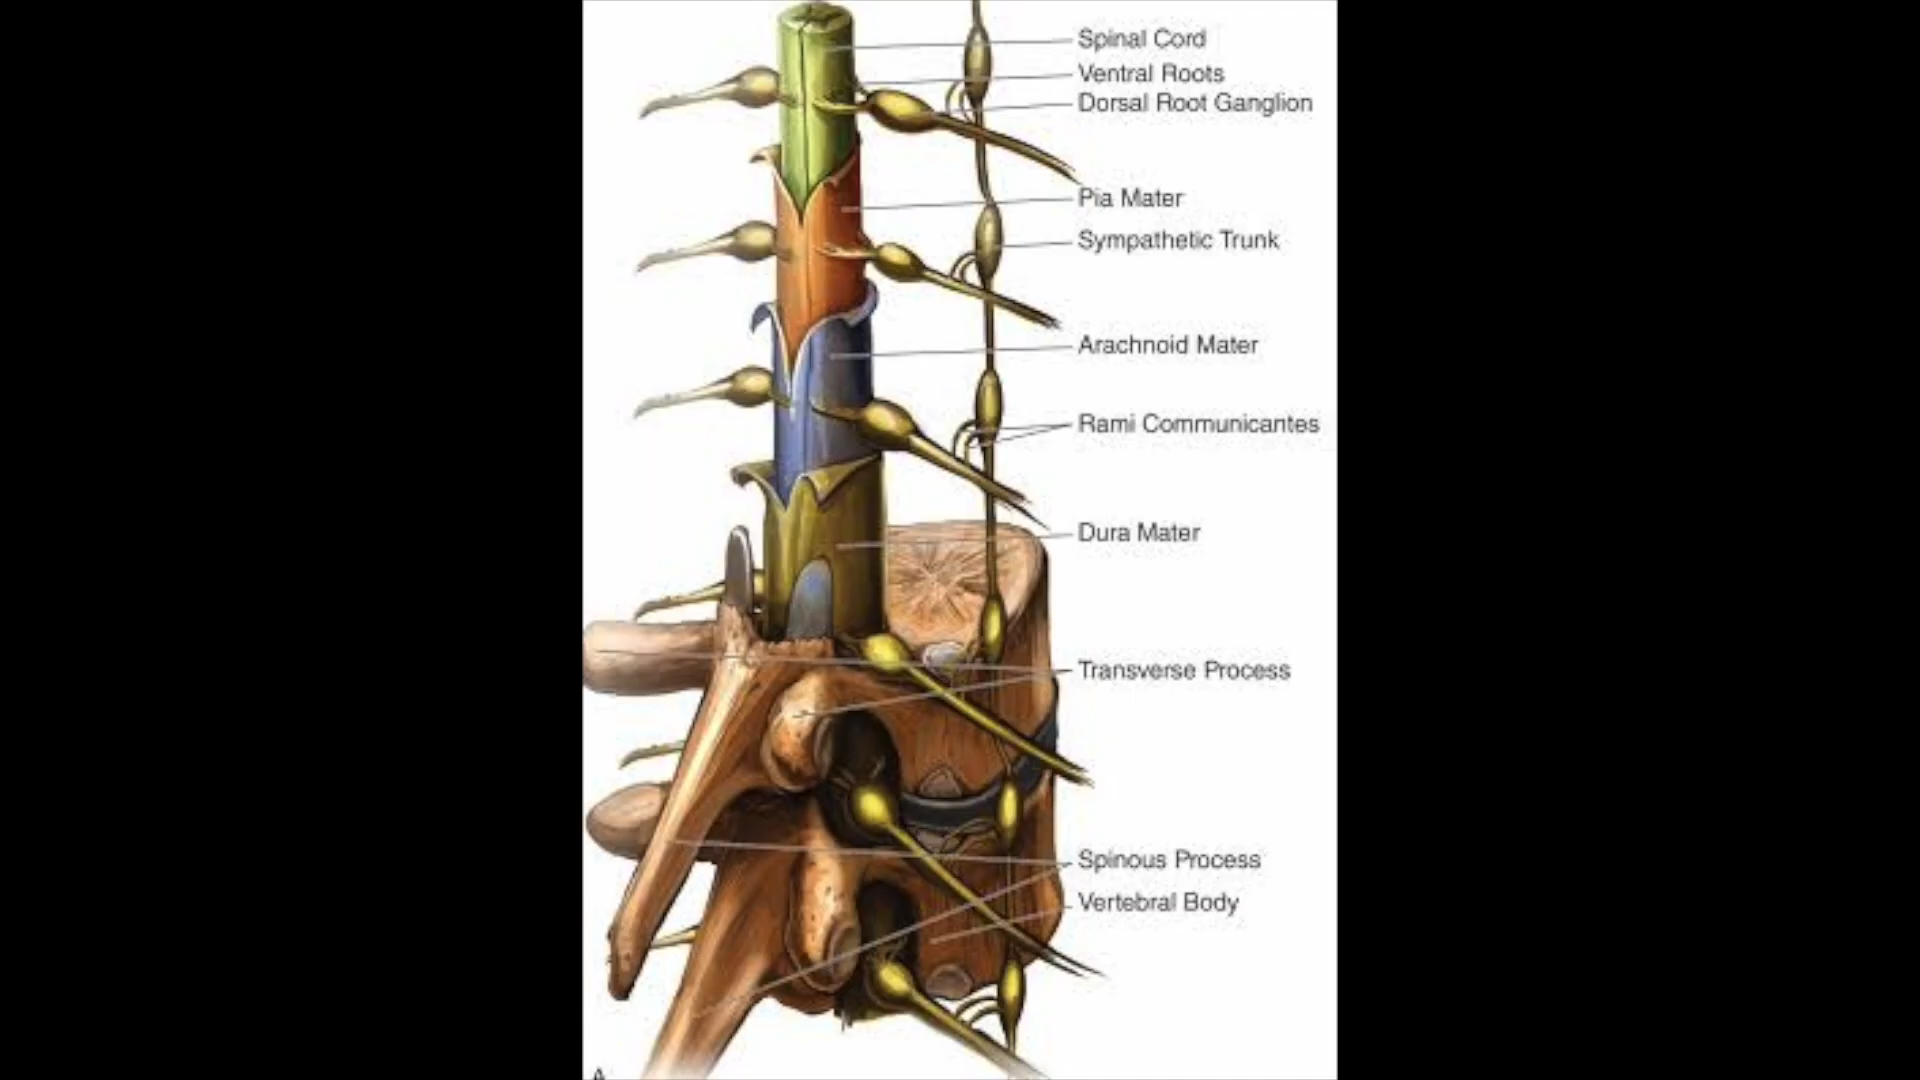 Spinal Cord
Ventral Roots
Dorsal Root Ganglion
Pia Mater
Sympathetic Trunk
Arachnoid Mater
Rami Communicantes
Dura Mater
Transverse Process
Spinous Process
Vertebral Body
A